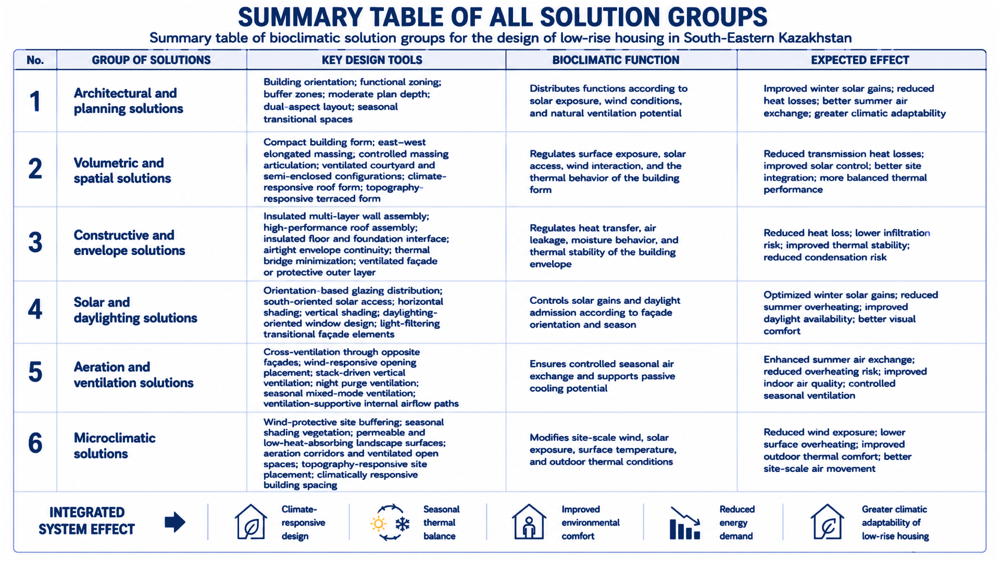 SUMMARY TABLE OF ALL SOLUTION GROUPS
Summary table of bioclimatic solution groups for the design of low-rise housing in South-Eastern Kazakhstan
No.
GROUP OF SOLUTIONS
KEY DESIGN TOOLS
BIOCLIMATIC FUNCTION
EXPECTED EFFECT
1
Architectural and
planning solutions
Building orientation; functional zoning;
buffer zones; moderate plan depth;
dual-aspect layout; seasonal
transitional spaces
Distributes functions according to
solar exposure, wind conditions,
and natural ventilation potential
Improved winter solar gains; reduced
heat losses; better summer air
exchange; greater climatic adaptability
2
Volumetric and
spatial solutions
Compact building form; east–west
elongated massing; controlled massing
articulation; ventilated courtyard and
semi-enclosed configurations; climate-
responsive roof form; topography-
responsive terraced form
Regulates surface exposure, solar
access, wind interaction, and the
thermal behavior of the building
form
Reduced transmission heat losses;
improved solar control; better site
integration; more balanced thermal
performance
3
Constructive and
envelope solutions
Insulated multi-layer wall assembly;
high-performance roof assembly;
insulated floor and foundation interface;
airtight envelope continuity; thermal
bridge minimization; ventilated façade
or protective outer layer
Regulates heat transfer, air
leakage, moisture behavior, and
thermal stability of the building
envelope
Reduced heat loss; lower infiltration
risk; improved thermal stability;
reduced condensation risk
4
Solar and
daylighting solutions
Orientation-based glazing distribution;
south-oriented solar access; horizontal
shading; vertical shading; daylighting-
oriented window design; light-filtering
transitional façade elements
Controls solar gains and daylight
admission according to façade
orientation and season
Optimized winter solar gains; reduced
summer overheating; improved
daylight availability; better visual
comfort
5
Aeration and
ventilation solutions
Cross-ventilation through opposite
façades; wind-responsive opening
placement; stack-driven vertical
ventilation; night purge ventilation;
seasonal mixed-mode ventilation;
ventilation-supportive internal airflow paths
Ensures controlled seasonal air
exchange and supports passive
cooling potential
Enhanced summer air exchange;
reduced overheating risk; improved
indoor air quality; controlled
seasonal ventilation
6
Microclimatic
solutions
Wind-protective site buffering; seasonal
shading vegetation; permeable and
low-heat-absorbing landscape surfaces;
aeration corridors and ventilated open
spaces; topography-responsive site
placement; climatically responsive
building spacing
Modifies site-scale wind, solar
exposure, surface temperature,
and outdoor thermal conditions
Reduced wind exposure; lower
surface overheating; improved
outdoor thermal comfort; better
site-scale air movement
INTEGRATED
SYSTEM EFFECT
Climate-
responsive
design
Seasonal
thermal
balance
Improved
environmental
comfort
Reduced
energy
demand
Greater climatic
adaptability of
low-rise housing